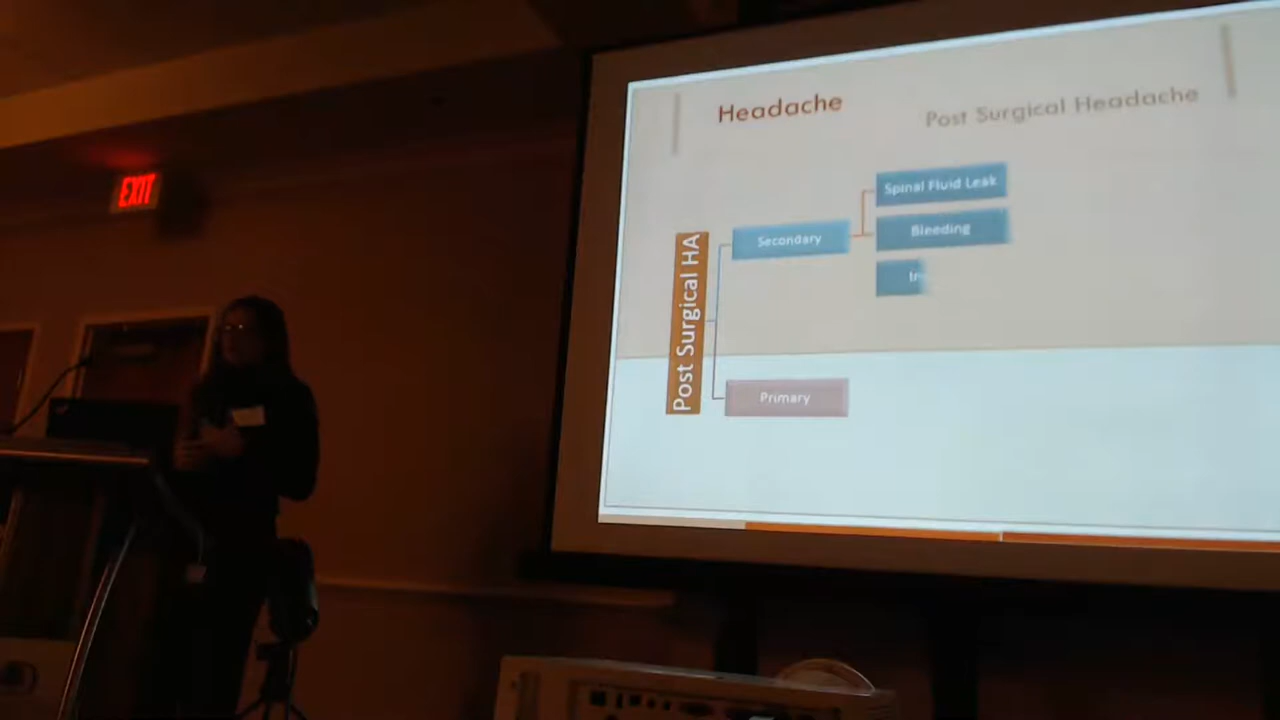 EXIT
Headache
Post Surgical Headache
Post Surgical HA
Secondary
Spinal Fluid Leak
Bleeding
Primary